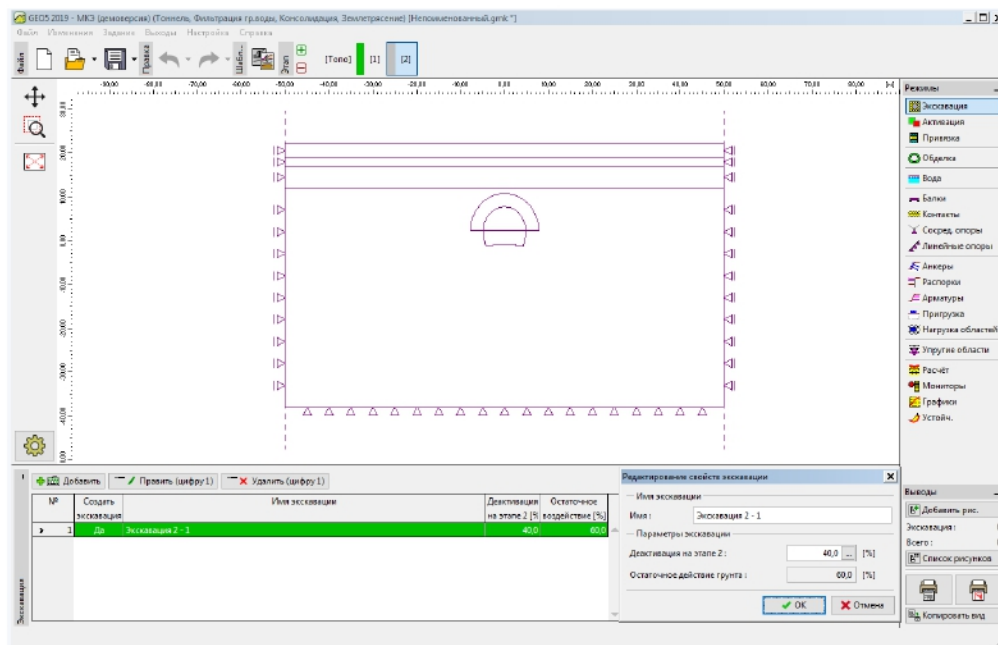 GEO5 2019 - МКЭ (демоверсия) (Тоннель, Фильтрация гр.воды, Консолидация, Землетрясение) [Непоименованный.gmk *]
Файл Изменения Задание Выводы Настройка Справка
Файл
Правка
Шабл...
Этап
[Топо] [1] [2]
Режимы
Экскавация
Активация
Привязка
Обделка
Вода
Балки
Контакты
Сосред. опоры
Линейные опоры
Анкеры
Распорки
Арматуры
Пригрузка
Нагрузка областей
Упругие области
Расчёт
Мониторы
Графики
Устойч.
Добавить Править (цифру 1) Удалить (цифру 1)
№ Создать экскавация Имя экскавации Деактивация на этапе 2 [% Остаточное воздействие [%]
1 Да Экскавация 2 - 1 40,0 60,0
Экскавация
Редактирование свойств экскавации
Имя экскавации
Имя : Экскавация 2 - 1
Параметры экскавации
Деактивация на этапе 2 : 40,0 ... [%]
Остаточное действие грунта : 60,0 [%]
OK Отмена
Выводы
Добавить рис.
Экскавация :
Всего :
Список рисунков
Копировать вид